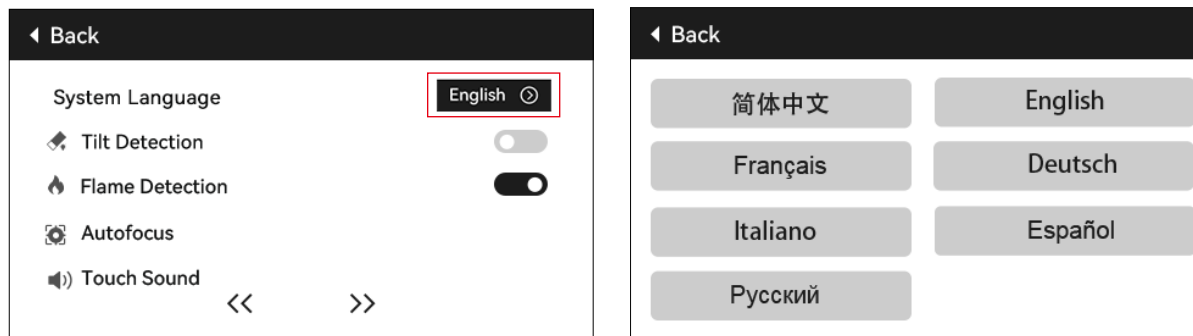 Back
System Language
English
Tilt Detection
Flame Detection
Autofocus
Touch Sound
<< >>
Back
简体中文
English
Français
Deutsch
Italiano
Español
Русский